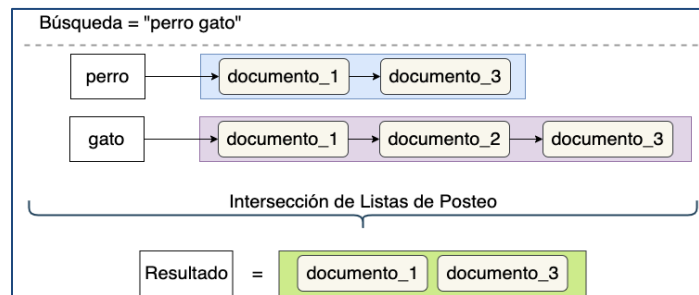 Búsqueda = "perro gato"
perro documento_1 documento_3
gato documento_1 documento_2 documento_3
Intersección de Listas de Posteo
Resultado = documento_1 documento_3